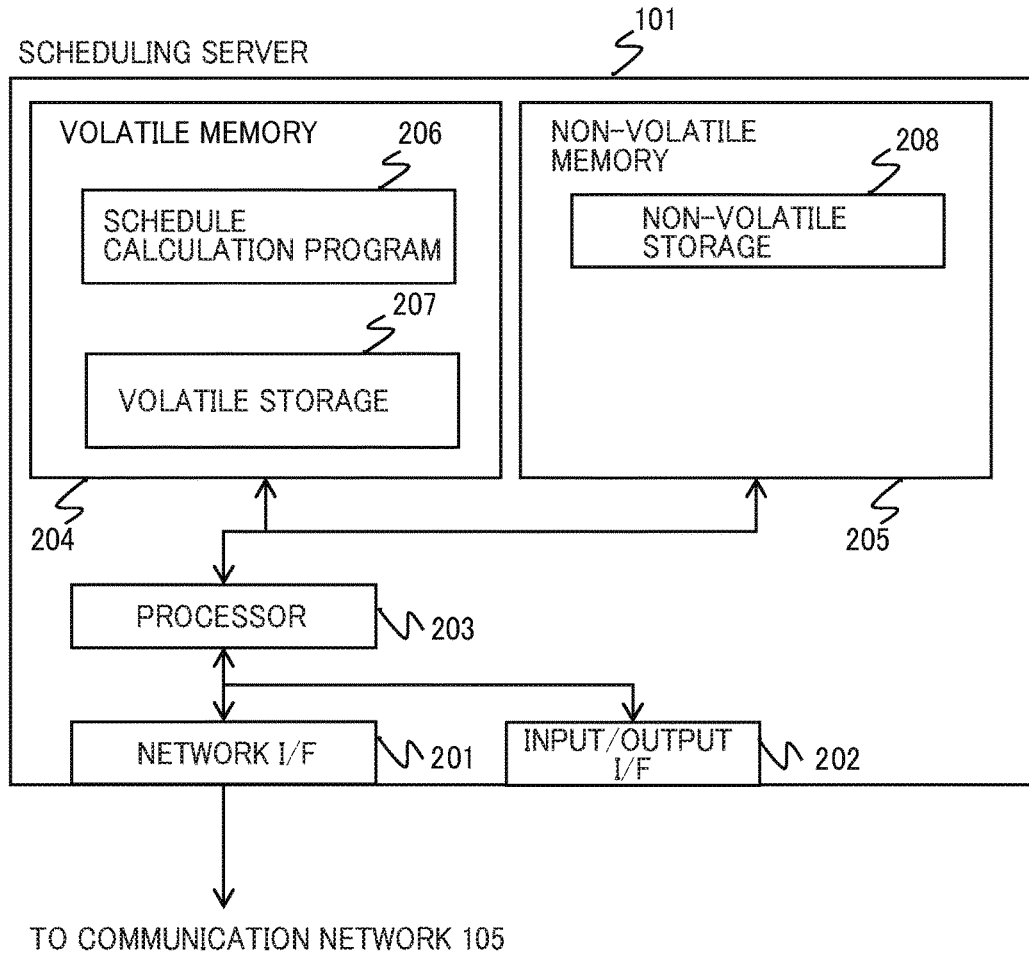 101
SCHEDULING SERVER
VOLATILE MEMORY
206
SCHEDULE
CALCULATION PROGRAM
207
VOLATILE STORAGE
204
NON-VOLATILE
MEMORY
208
NON-VOLATILE
STORAGE
205
PROCESSOR
203
NETWORK I/F
201
INPUT/OUTPUT
I/F
202
TO COMMUNICATION NETWORK 105